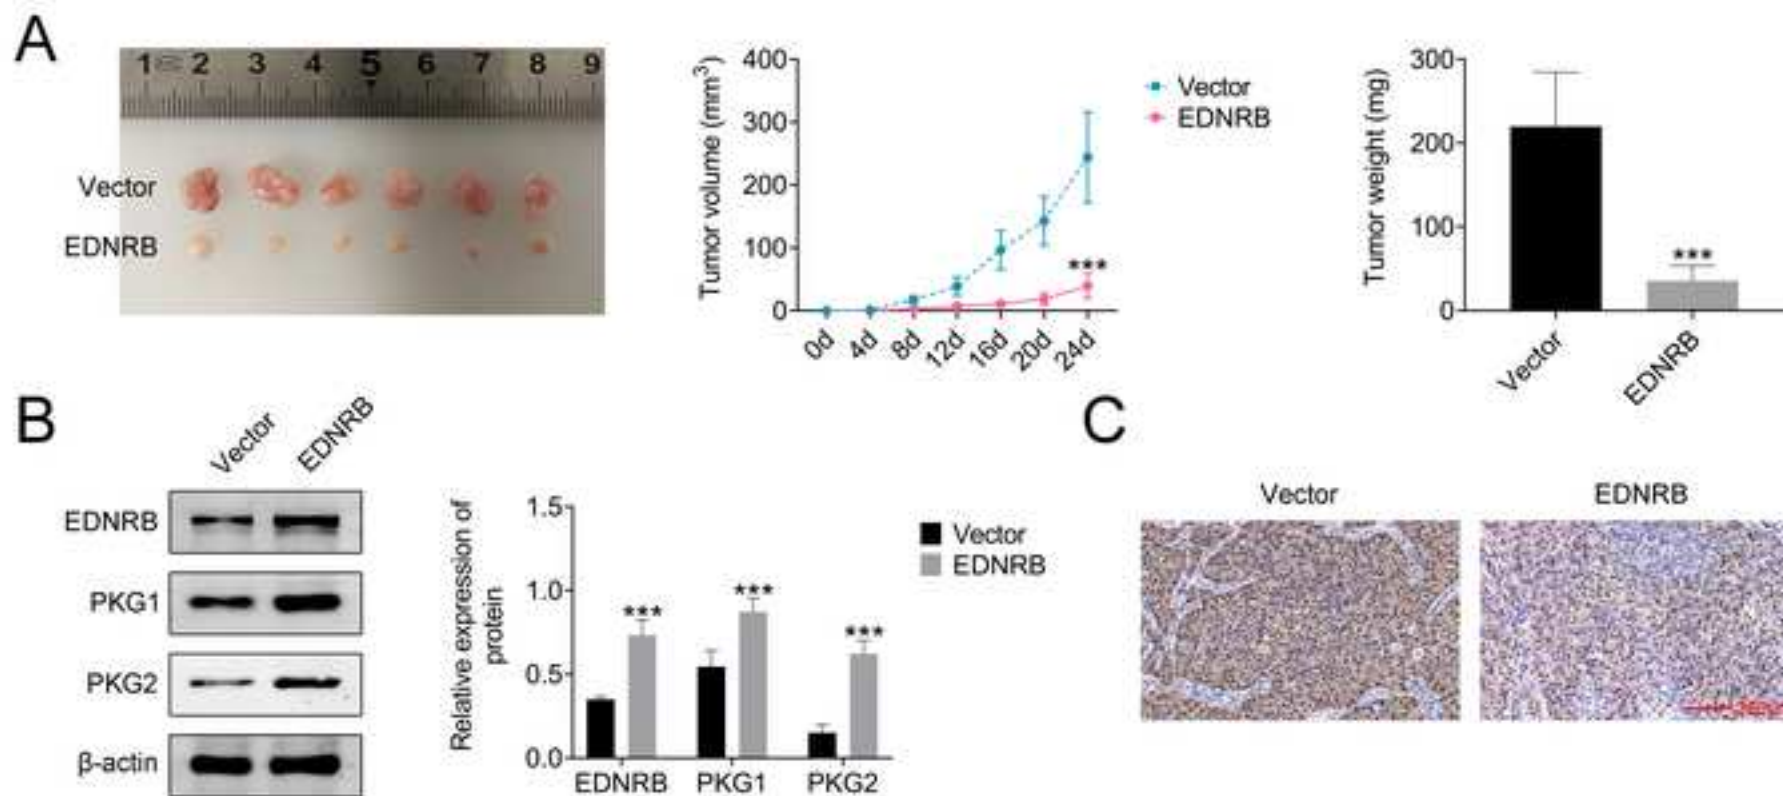 A
1 2 3 4 5 6 7 8 9
Vector
EDNRB
Tumor volume (mm³)
400
300
200
100
0
0d 4d 8d 12d 16d 20d 24d
***
Vector
EDNRB
Tumor weight (mg)
300
200
100
0
***
Vector
EDNRB
B
Vector
EDNRB
EDNRB
PKG1
PKG2
β-actin
Relative expression of
protein
1.5
1.0
0.5
0.0
***
***
***
EDNRB PKG1 PKG2
Vector
EDNRB
C
Vector
EDNRB